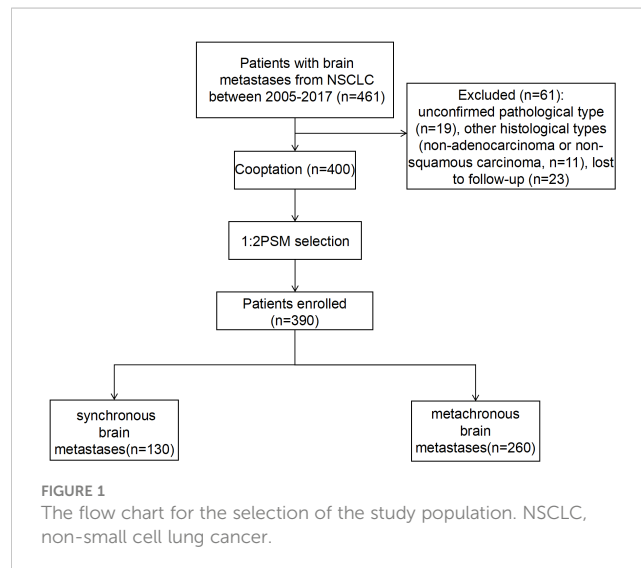 Patients with brain
metastases from NSCLC
between 2005-2017 (n=461)
Excluded (n=61):
unconfirmed pathological type
(n=19), other histological types
(non-adenocarcinoma or non-
squamous carcinoma, n=11), lost
to follow-up (n=23)
Cooptation (n=400)
1:2PSM selection
Patients enrolled
(n=390)
synchronous
brain
metastases(n=130)
metachronous
brain
metastases(n=260)
FIGURE 1
The flow chart for the selection of the study population. NSCLC,
non-small cell lung cancer.